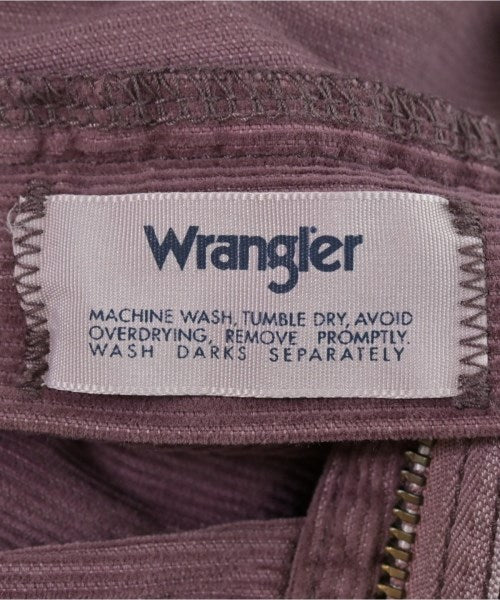 Wrangler
MACHINE WASH, TUMBLE DRY, AVOID
OVERDRYING, REMOVE PROMPTLY.
WASH DARKS SEPARATELY